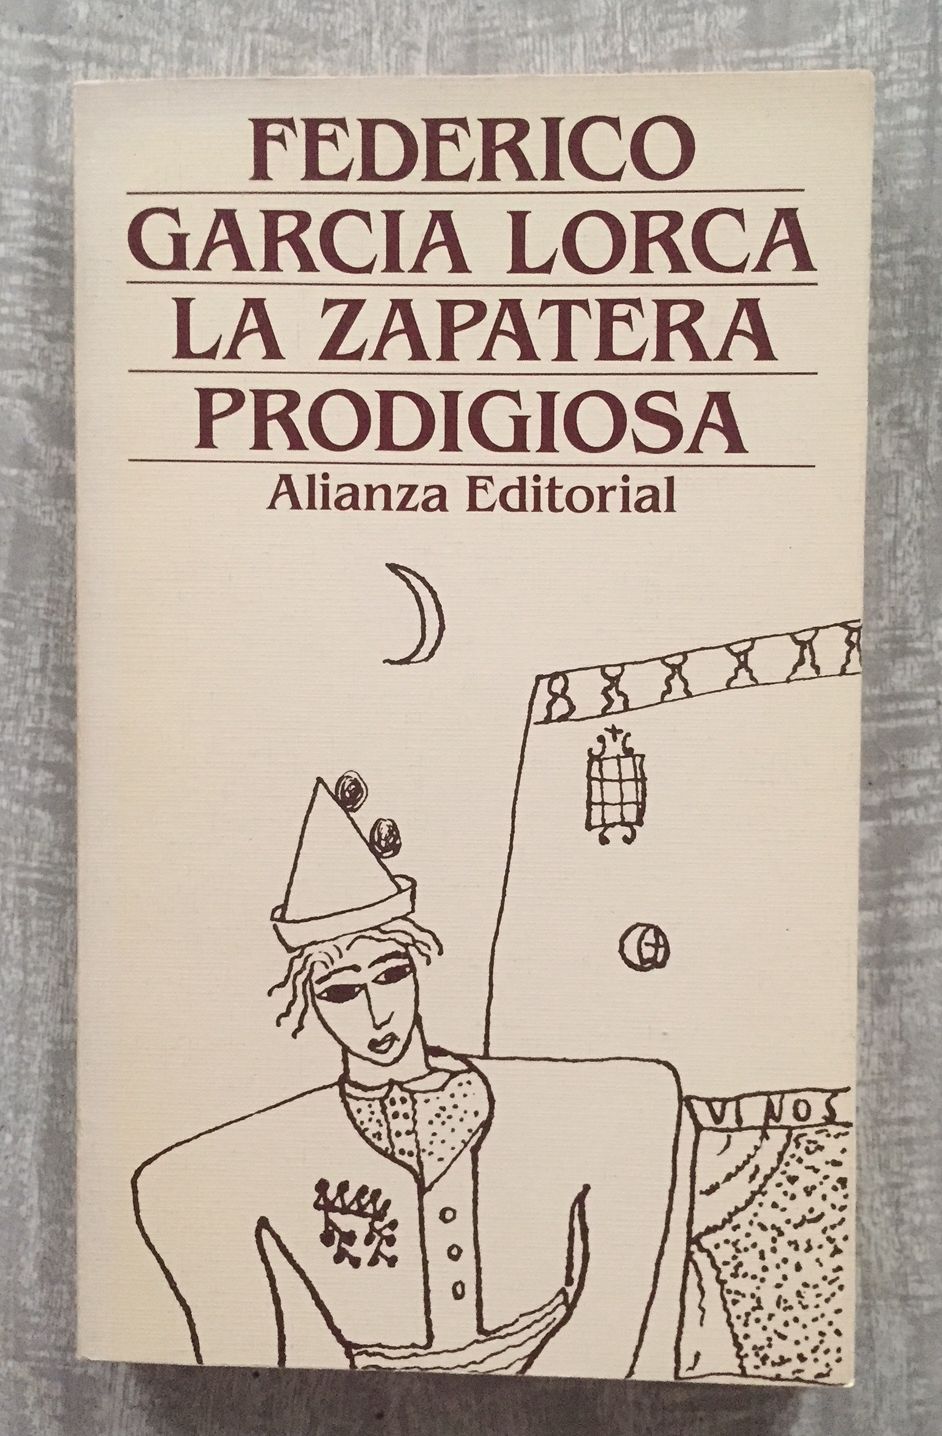 FEDERICO
GARCIA LORCA
LA ZAPATERA
PRODIGIOSA
Alianza Editorial
VINOS